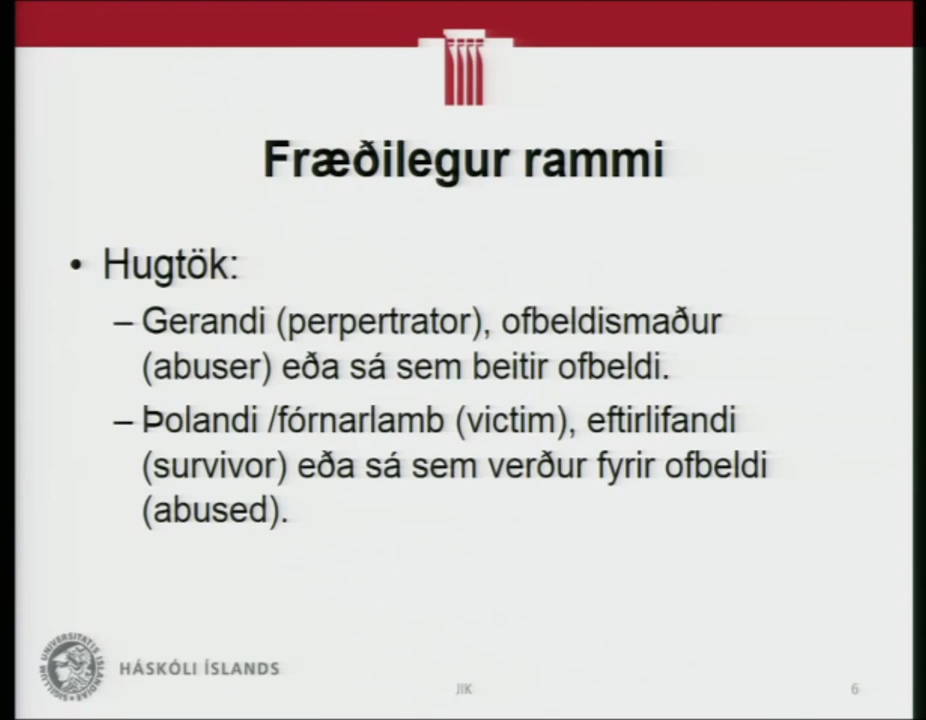 Fræðilegur rammi
• Hugtök:
– Gerandi (perpertrator), ofbeldismaður
(abuser) eða sá sem beitir ofbeldi.
– Þolandi /fórnarlamb (victim), eftirlifandi
(survivor) eða sá sem verður fyrir ofbeldi
(abused).
HÁSKÓLI ÍSLANDS
JIK
6